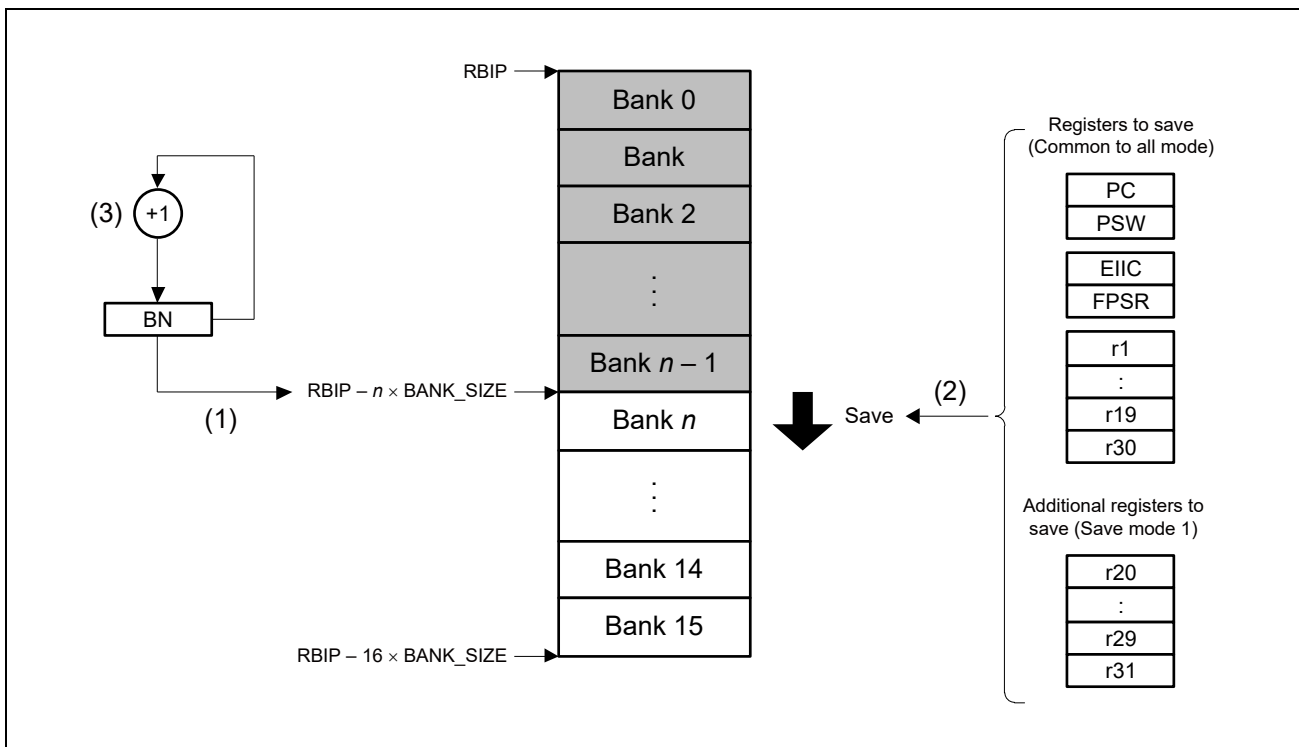 RBIP
Bank 0
Bank
Bank 2
:
Bank n – 1
RBIP – n × BANK_SIZE
Bank n
:
Bank 14
Bank 15
RBIP – 16 × BANK_SIZE
(3)
+1
BN
(1)
Save
(2)
Registers to save
(Common to all mode)
PC
PSW
EIIC
FPSR
r1
:
r19
r30
Additional registers to
save (Save mode 1)
r20
:
r29
r31